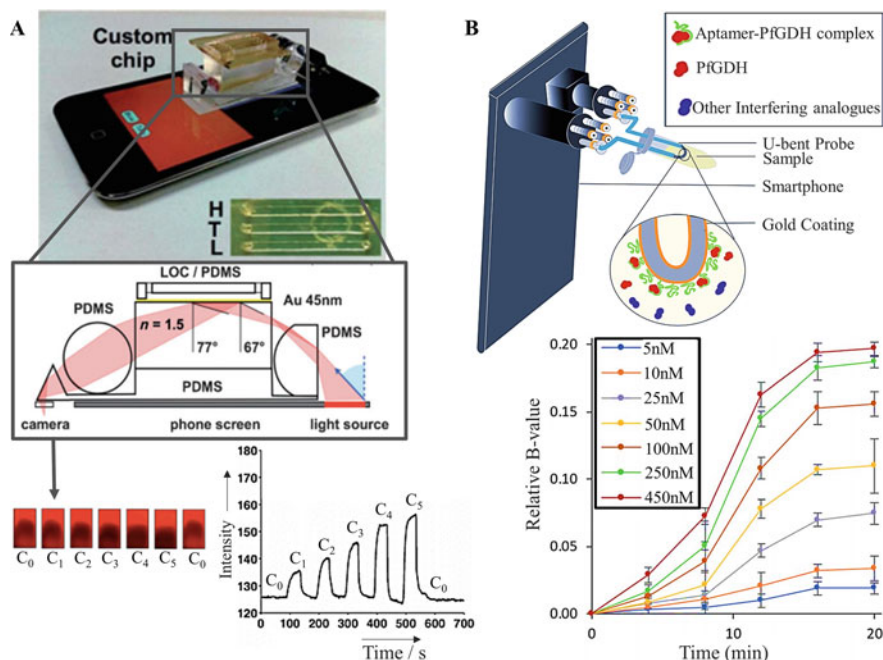 A
Custom
chip
H
T
L
LOC / PDMS
PDMS
Au 45nm
n = 1.5
PDMS
77°
67°
PDMS
camera
phone screen
light source
C0
C1
C2
C3
C4
C5
C0
Intensity
180
170
160
150
140
130
120
C0
C1
C2
C3
C4
C5
C0
0 100 200 300 400 500 600 700
Time / s
B
Aptamer-PfGDH complex
PfGDH
Other Interfering analogues
U-bent Probe
Sample
Smartphone
Gold Coating
Relative B-value
0.20
0.15
0.10
0.05
0.00
5nM
10nM
25nM
50nM
100nM
250nM
450nM
0 10 20
Time (min)